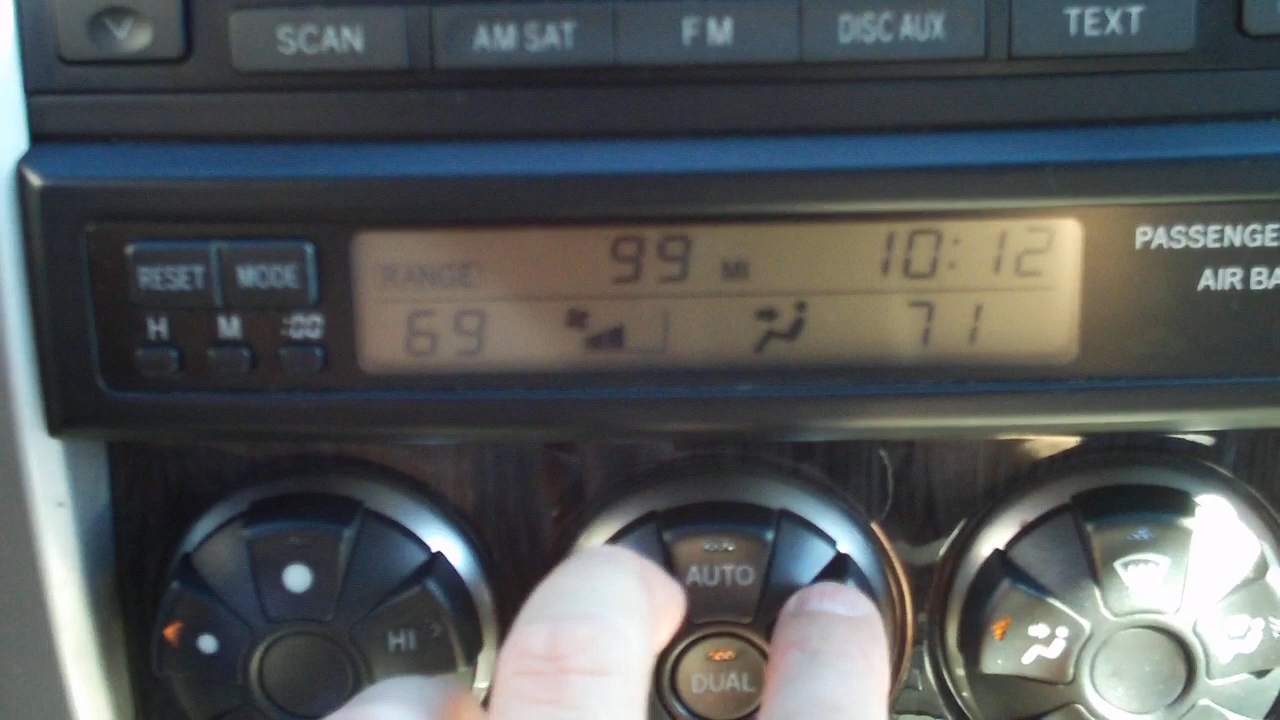 SCAN AM SAT FM DISC AUX TEXT
RANGE 99 MI 10:12
PASSENGE
AIR BA
RESET MODE
H M :00
69 71
AUTO
HI
DUAL